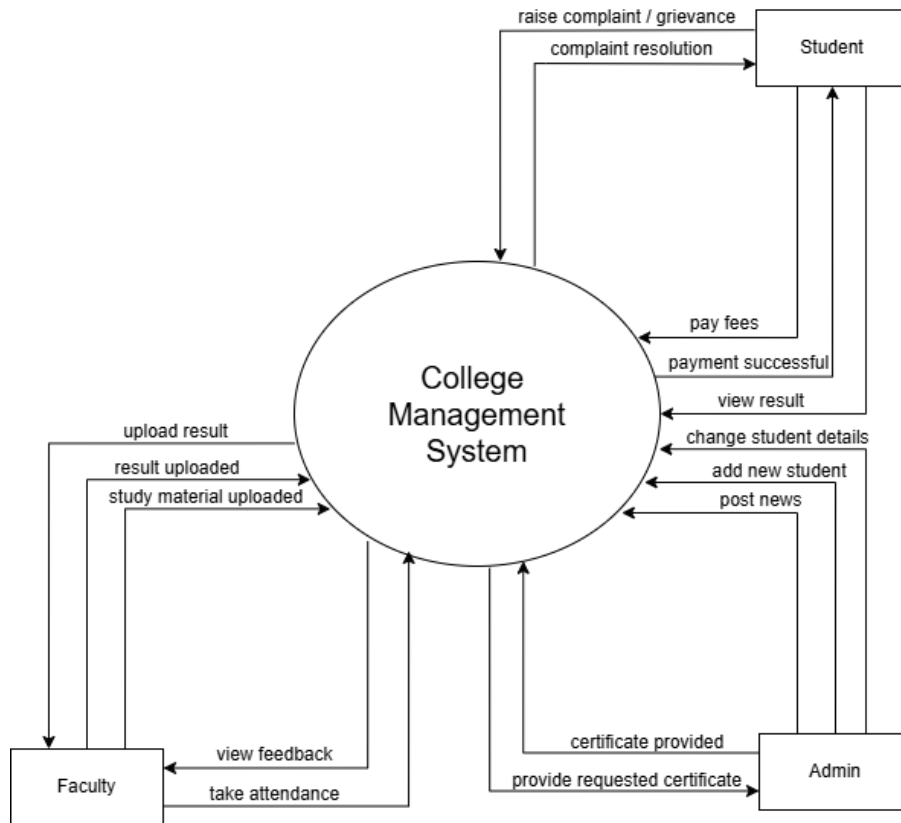 raise complaint / grievance
Student
complaint resolution
pay fees
payment successful
College
Management
System
view result
upload result
change student details
result uploaded
add new student
study material uploaded
post news
view feedback
certificate provided
Faculty
Admin
take attendance
provide requested certificate